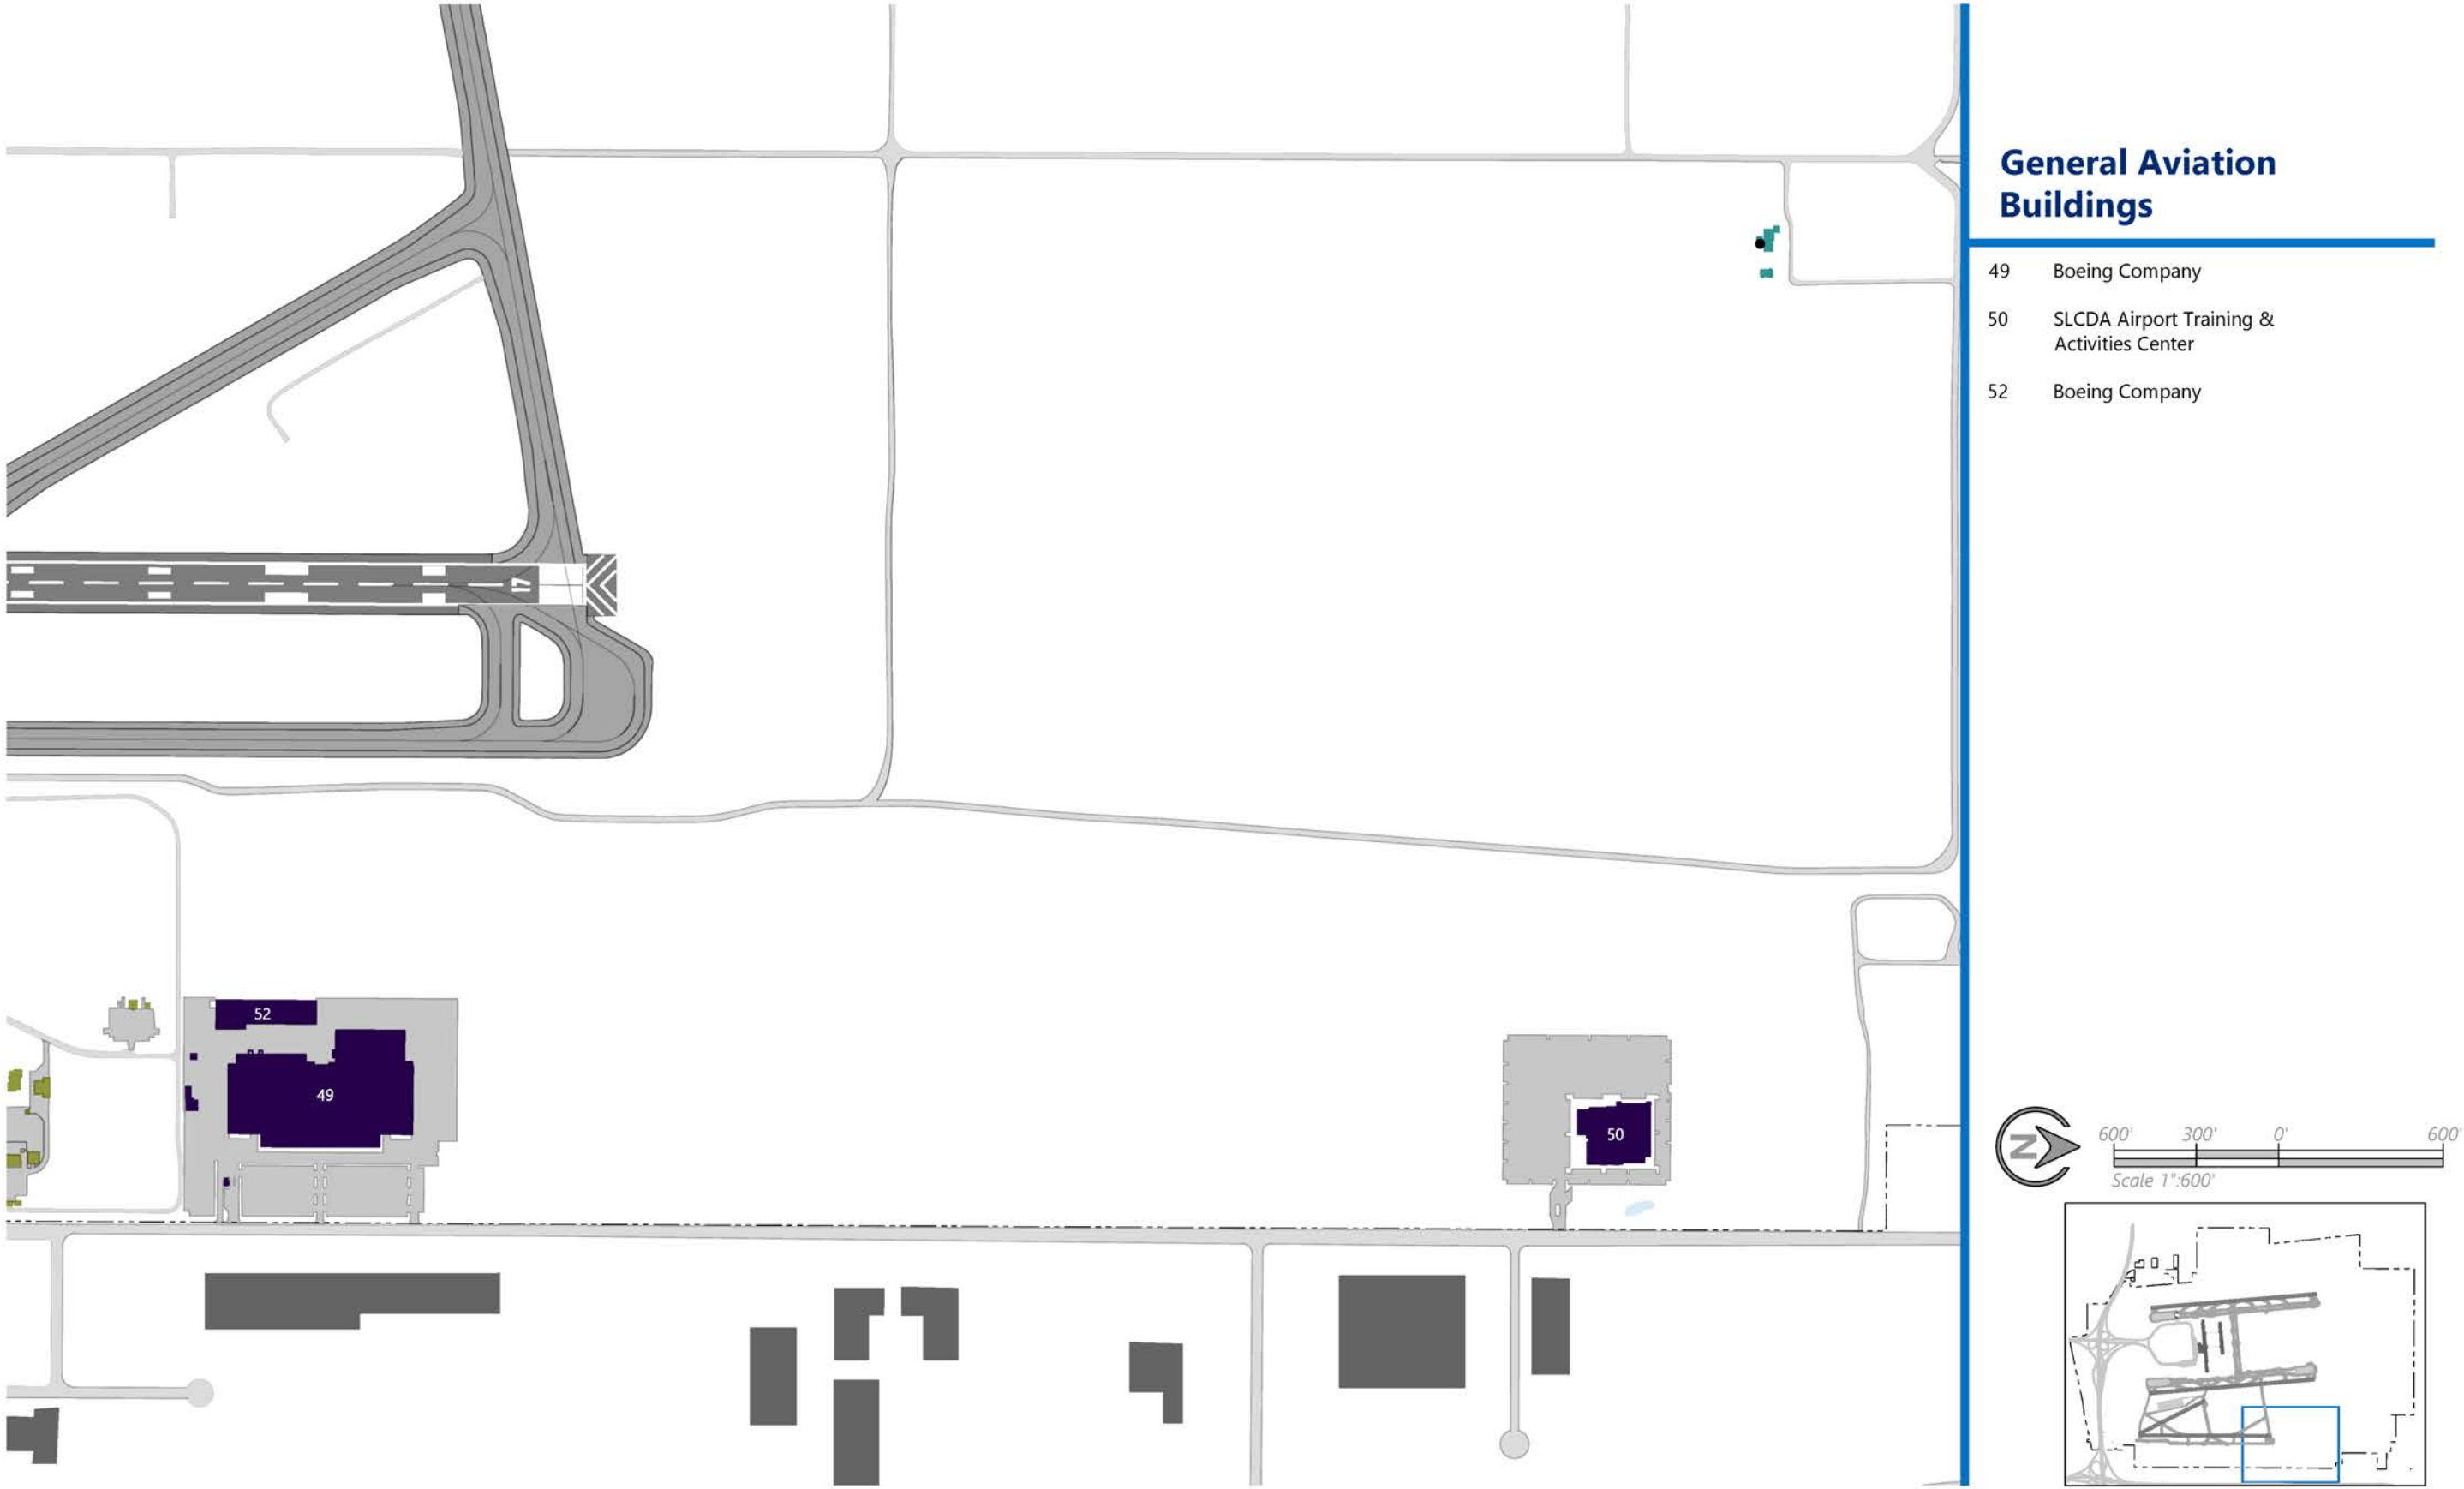 General Aviation
Buildings
49 Boeing Company
50 SLCDA Airport Training &
Activities Center
52 Boeing Company
17
52
49
50
N
600' 300' 0' 600'
Scale 1":600'